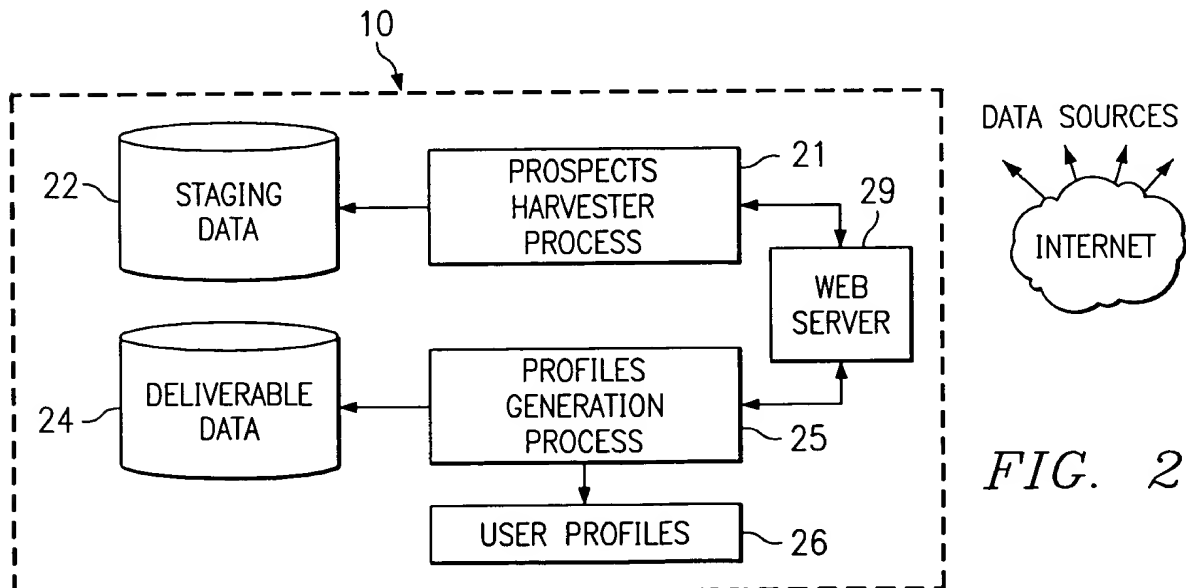 10
22
STAGING
DATA
PROSPECTS
HARVESTER
PROCESS
21
29
WEB
SERVER
DATA SOURCES
INTERNET
24
DELIVERABLE
DATA
PROFILES
GENERATION
PROCESS
25
USER PROFILES
26
FIG. 2